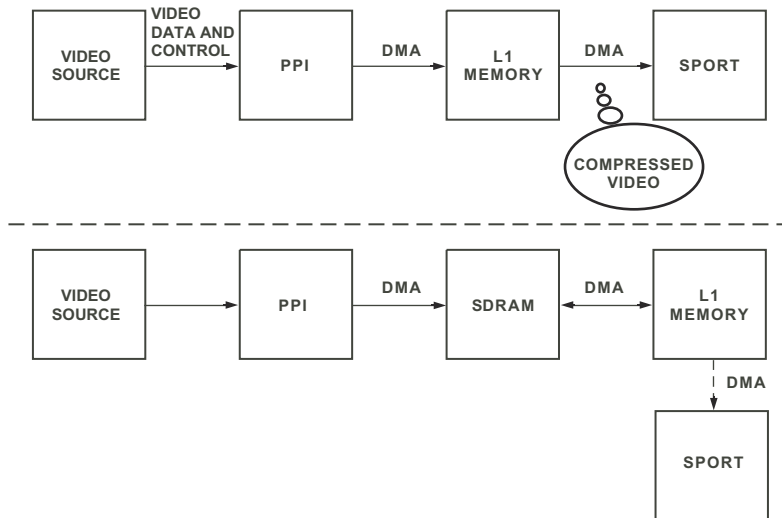 VIDEO
DATA AND
CONTROL
VIDEO
SOURCE
PPI
DMA
L1
MEMORY
DMA
SPORT
COMPRESSED
VIDEO
VIDEO
SOURCE
PPI
DMA
SDRAM
DMA
L1
MEMORY
DMA
SPORT